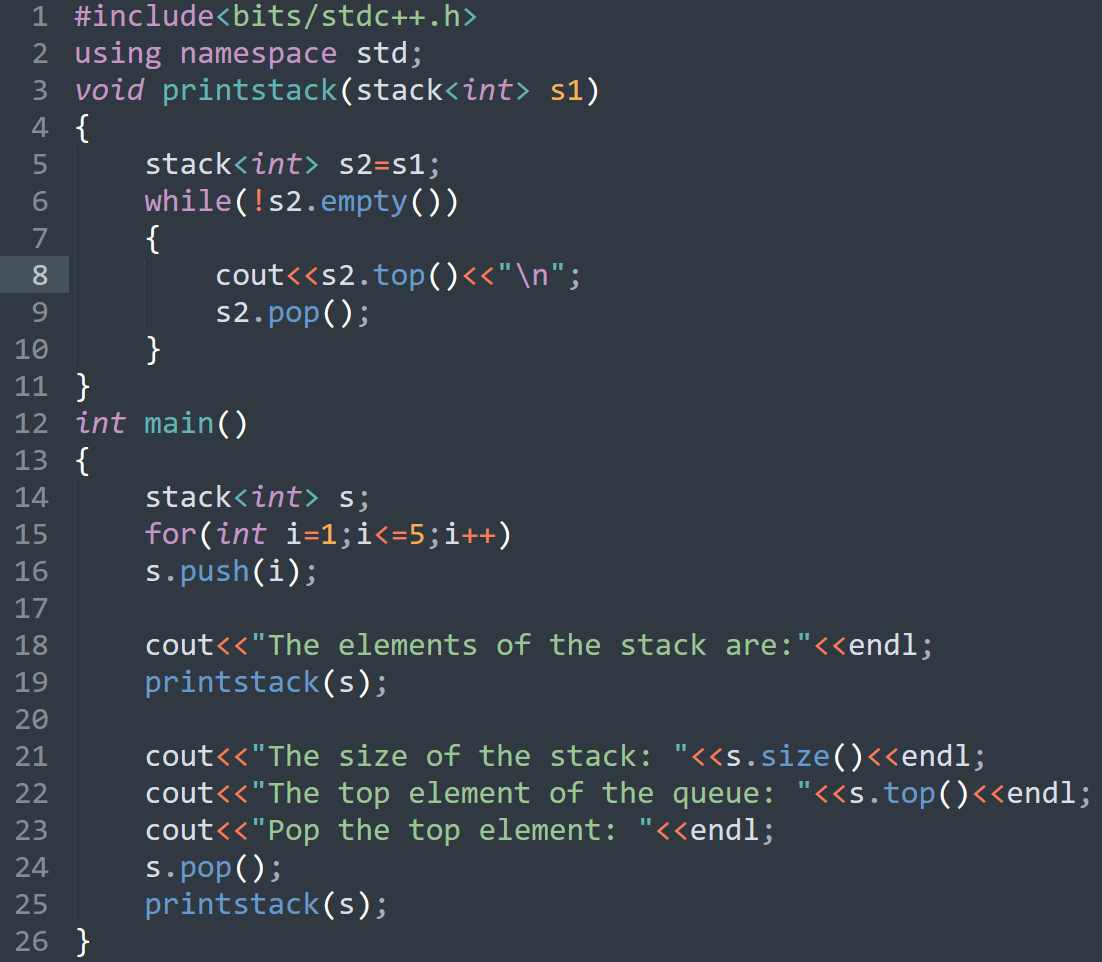 1 #include<bits/stdc++.h>
2 using namespace std;
3 void printstack(stack<int> s1)
4 {
5     stack<int> s2=s1;
6     while(!s2.empty())
7     {
8         cout<<s2.top()<<"\n";
9         s2.pop();
10     }
11 }
12 int main()
13 {
14     stack<int> s;
15     for(int i=1;i<=5;i++)
16     s.push(i);
17
18     cout<<"The elements of the stack are:"<<endl;
19     printstack(s);
20
21     cout<<"The size of the stack: "<<s.size()<<endl;
22     cout<<"The top element of the queue: "<<s.top()<<endl;
23     cout<<"Pop the top element: "<<endl;
24     s.pop();
25     printstack(s);
26 }